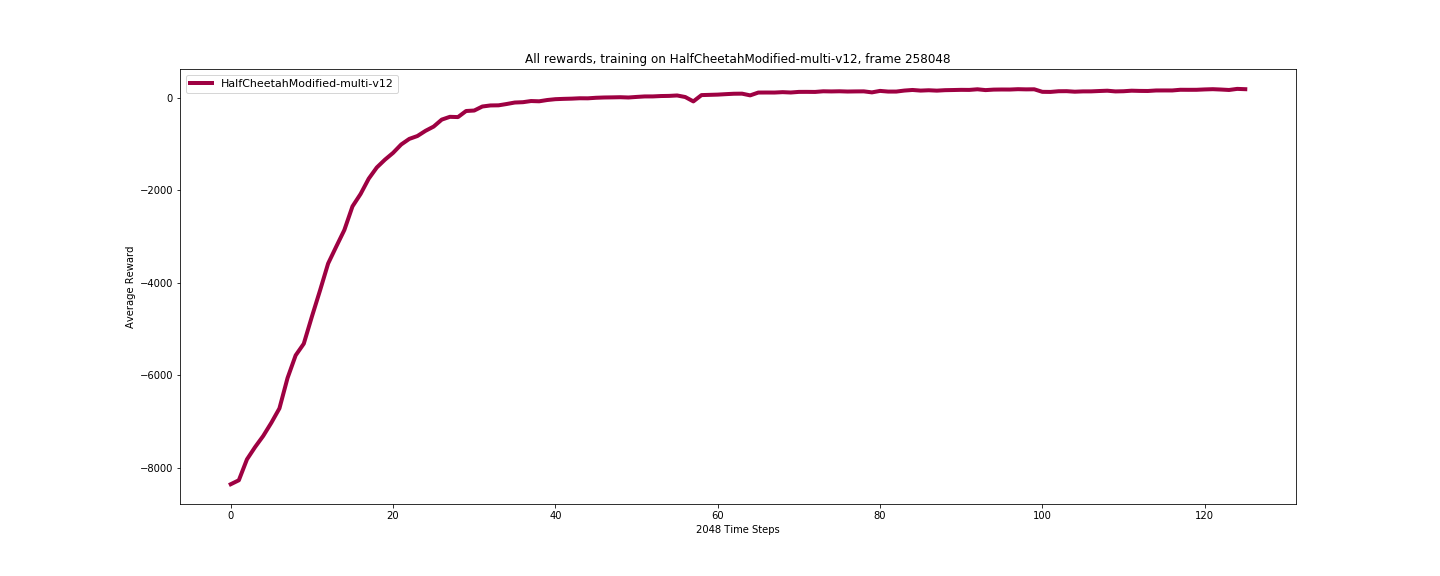 All rewards, training on HalfCheetahModified-multi-v12, frame 258048
HalfCheetahModified-multi-v12
Average Reward
0
−2000
−4000
−6000
−8000
0 20 40 60 80 100 120
2048 Time Steps